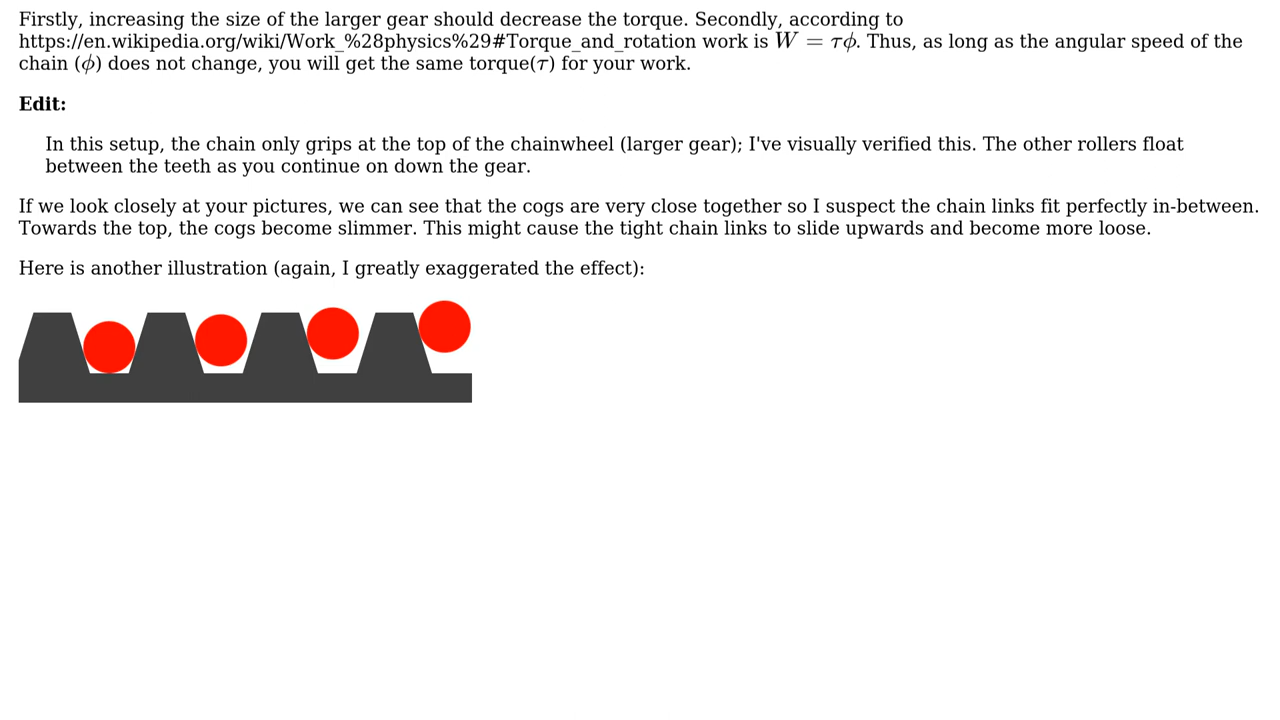 Firstly, increasing the size of the larger gear should decrease the torque. Secondly, according to
https://en.wikipedia.org/wiki/Work_%28physics%29#Torque_and_rotation work is W = τϕ. Thus, as long as the angular speed of the
chain (ϕ) does not change, you will get the same torque(τ) for your work.
Edit:
In this setup, the chain only grips at the top of the chainwheel (larger gear); I've visually verified this. The other rollers float
between the teeth as you continue on down the gear.
If we look closely at your pictures, we can see that the cogs are very close together so I suspect the chain links fit perfectly in-between.
Towards the top, the cogs become slimmer. This might cause the tight chain links to slide upwards and become more loose.
Here is another illustration (again, I greatly exaggerated the effect):